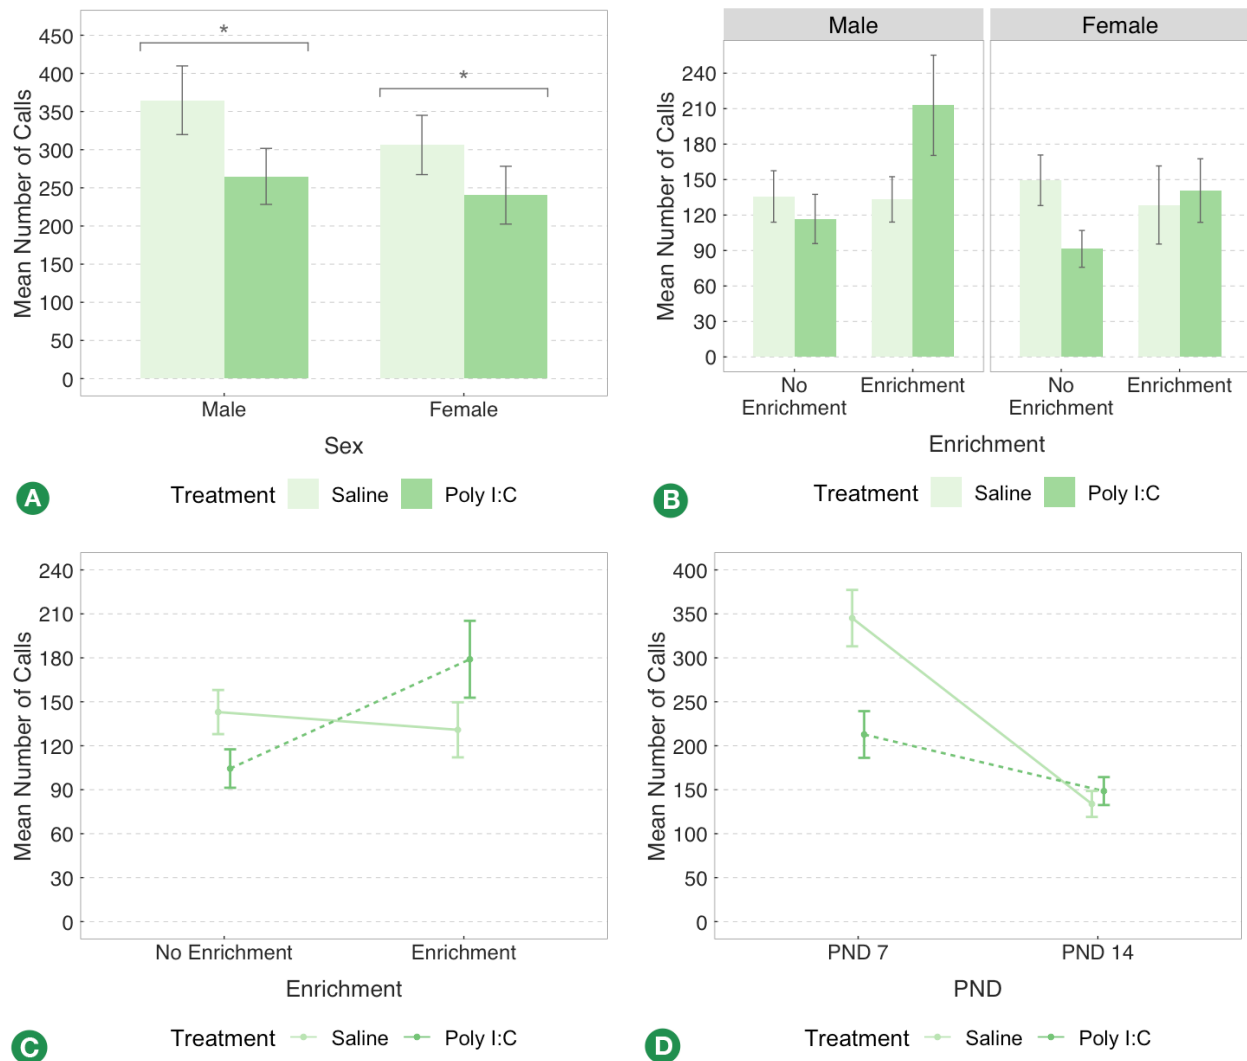 450
400
350
300
250
200
150
100
50
0
Mean Number of Calls
*
*
Male
Female
Sex
A
Treatment
Saline
Poly I:C
Male
Female
240
210
180
150
120
90
60
30
0
Mean Number of Calls
No
Enrichment
Enrichment
No
Enrichment
Enrichment
Enrichment
B
Treatment
Saline
Poly I:C
240
210
180
150
120
90
60
30
0
Mean Number of Calls
No Enrichment
Enrichment
Enrichment
C
Treatment
Saline
Poly I:C
400
350
300
250
200
150
100
50
0
Mean Number of Calls
PND 7
PND 14
PND
D
Treatment
Saline
Poly I:C